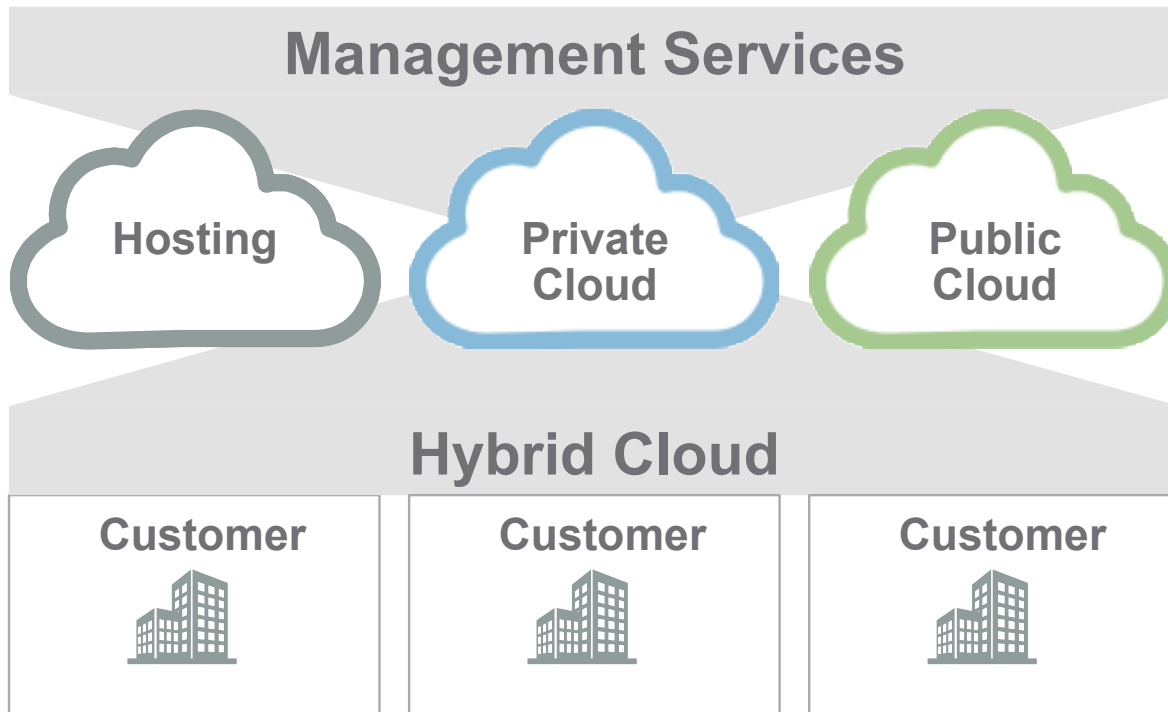 Management Services
Hosting
Private
Cloud
Public
Cloud
Hybrid Cloud
Customer
Customer
Customer